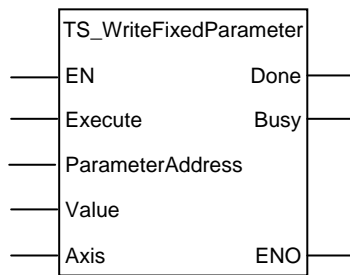 TS_WriteFixedParameter
EN Done
Execute Busy
ParameterAddress
Value
Axis ENO